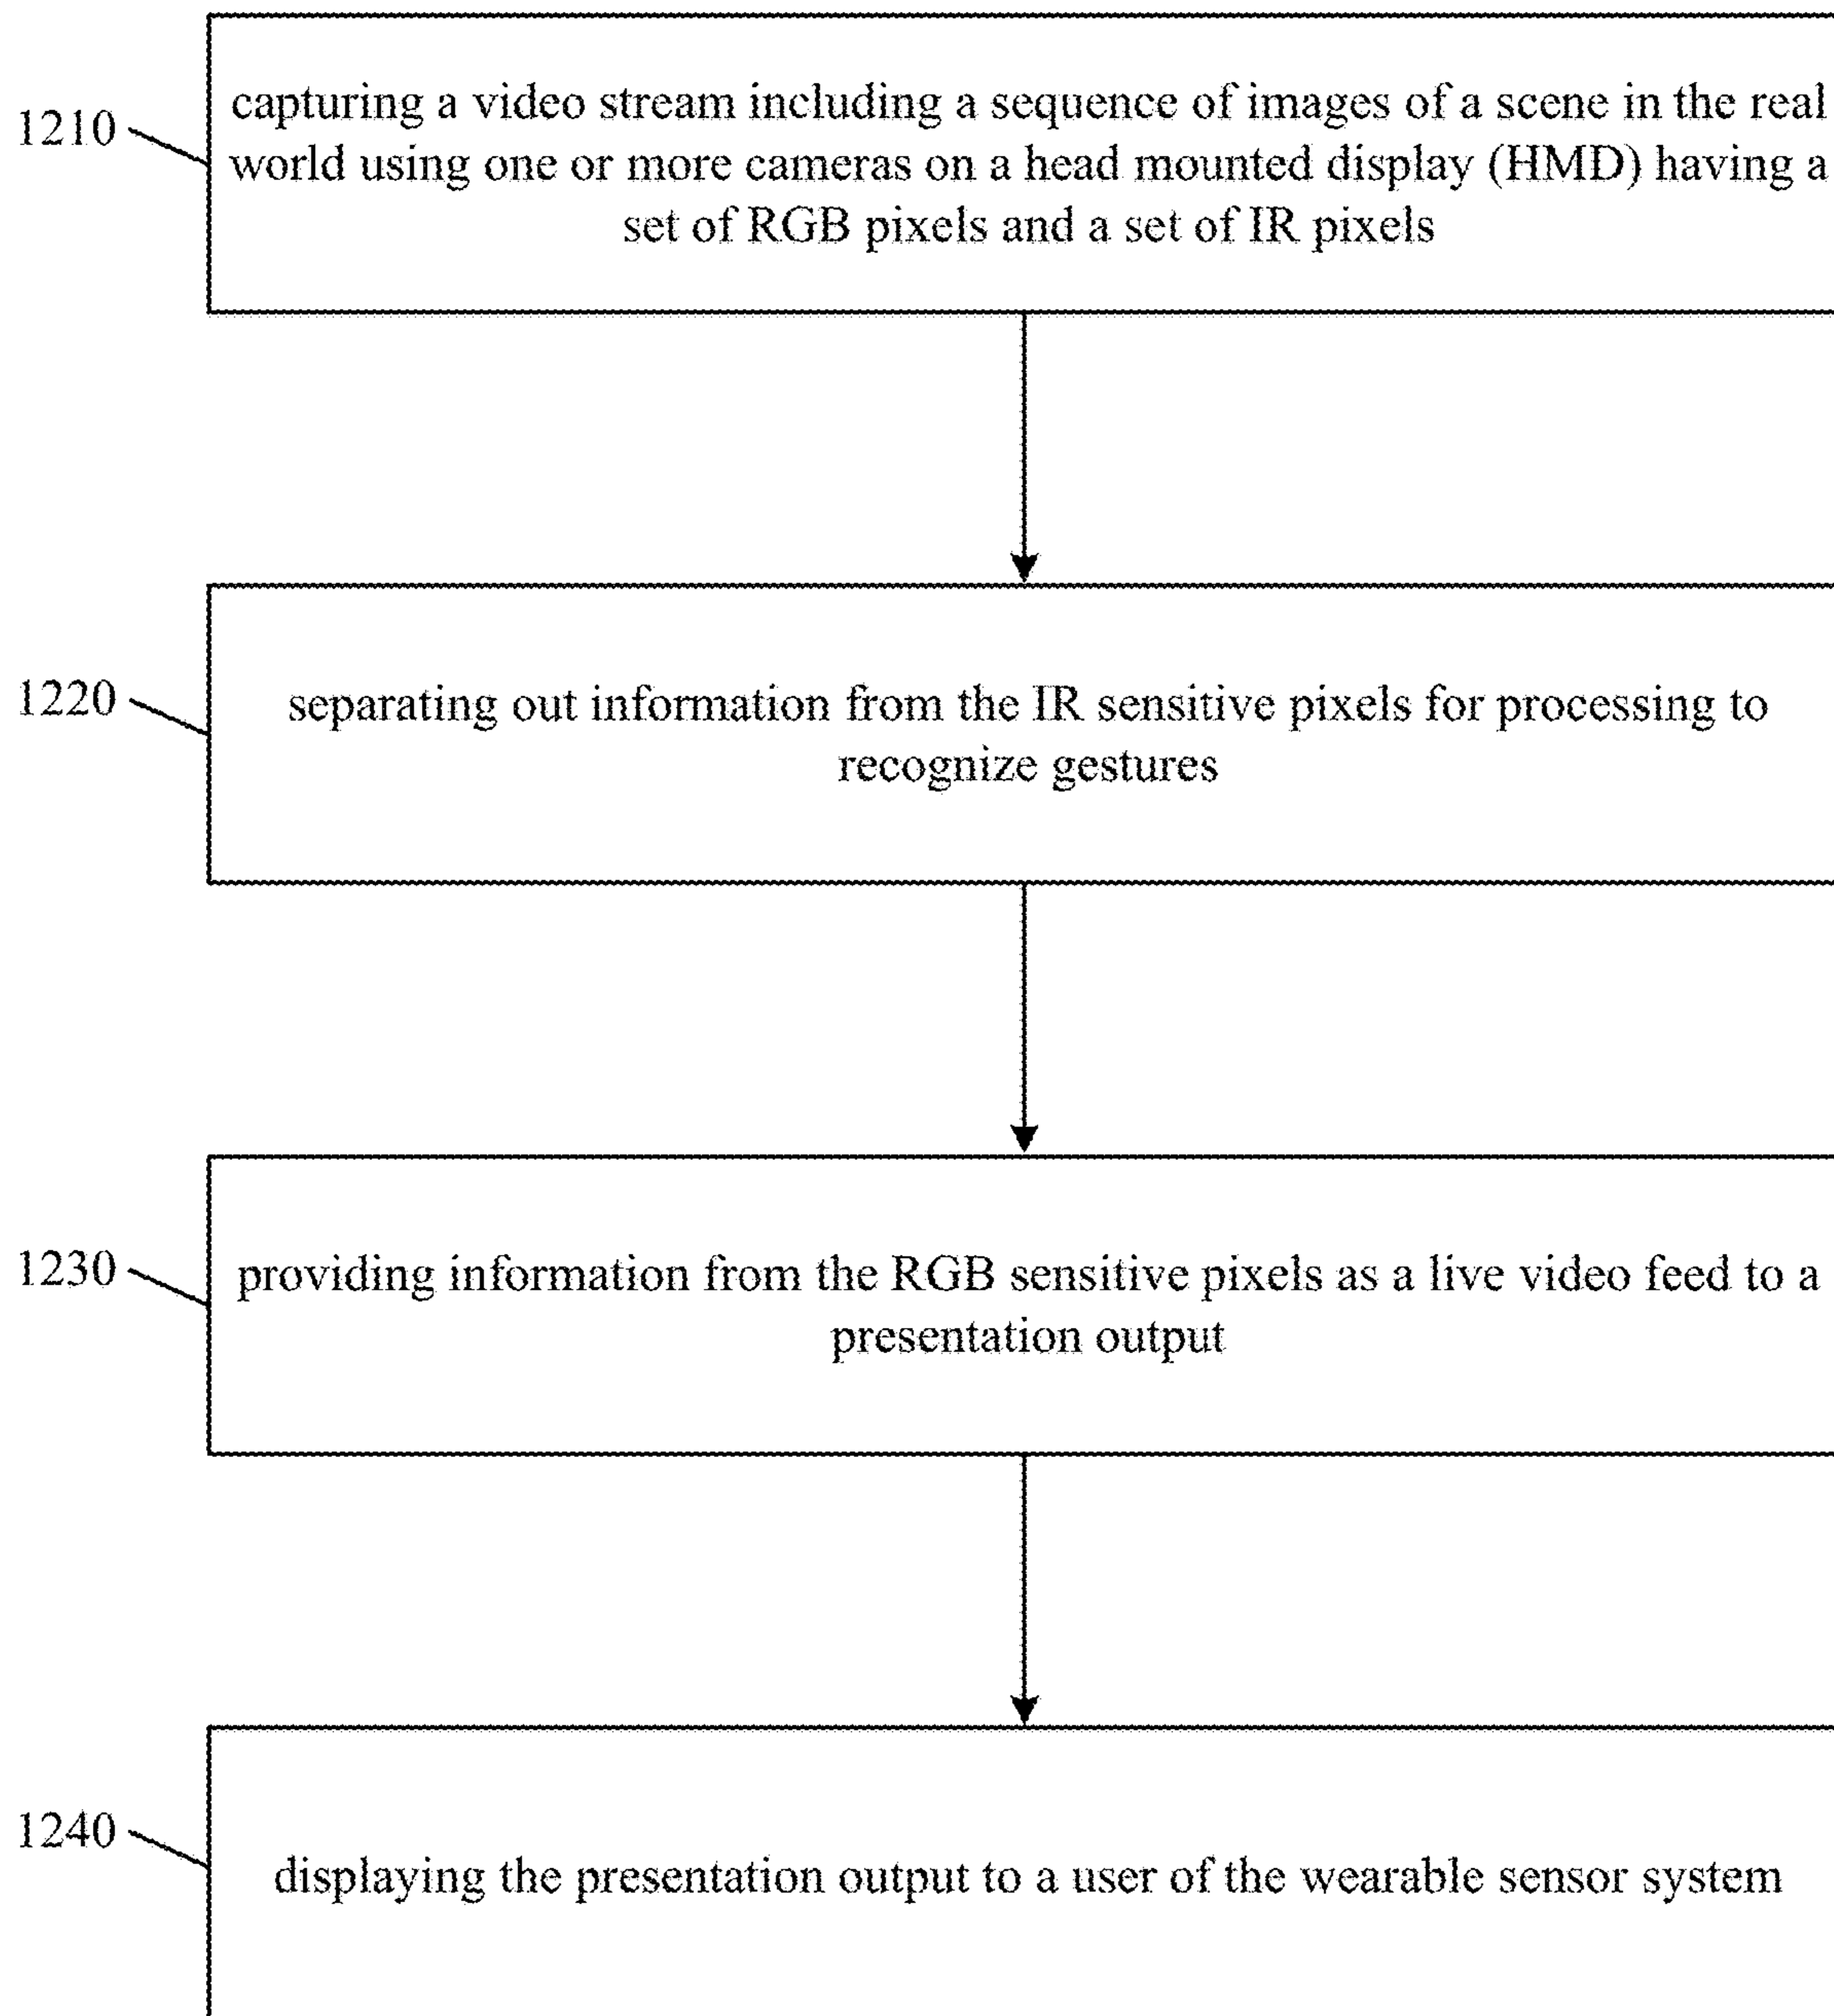 1210
capturing a video stream including a sequence of images of a scene in the real
world using one or more cameras on a head mounted display (HMD) having a
set of RGB pixels and a set of IR pixels
1220
separating out information from the IR sensitive pixels for processing to
recognize gestures
1230
providing information from the RGB sensitive pixels as a live video feed to a
presentation output
1240
displaying the presentation output to a user of the wearable sensor system